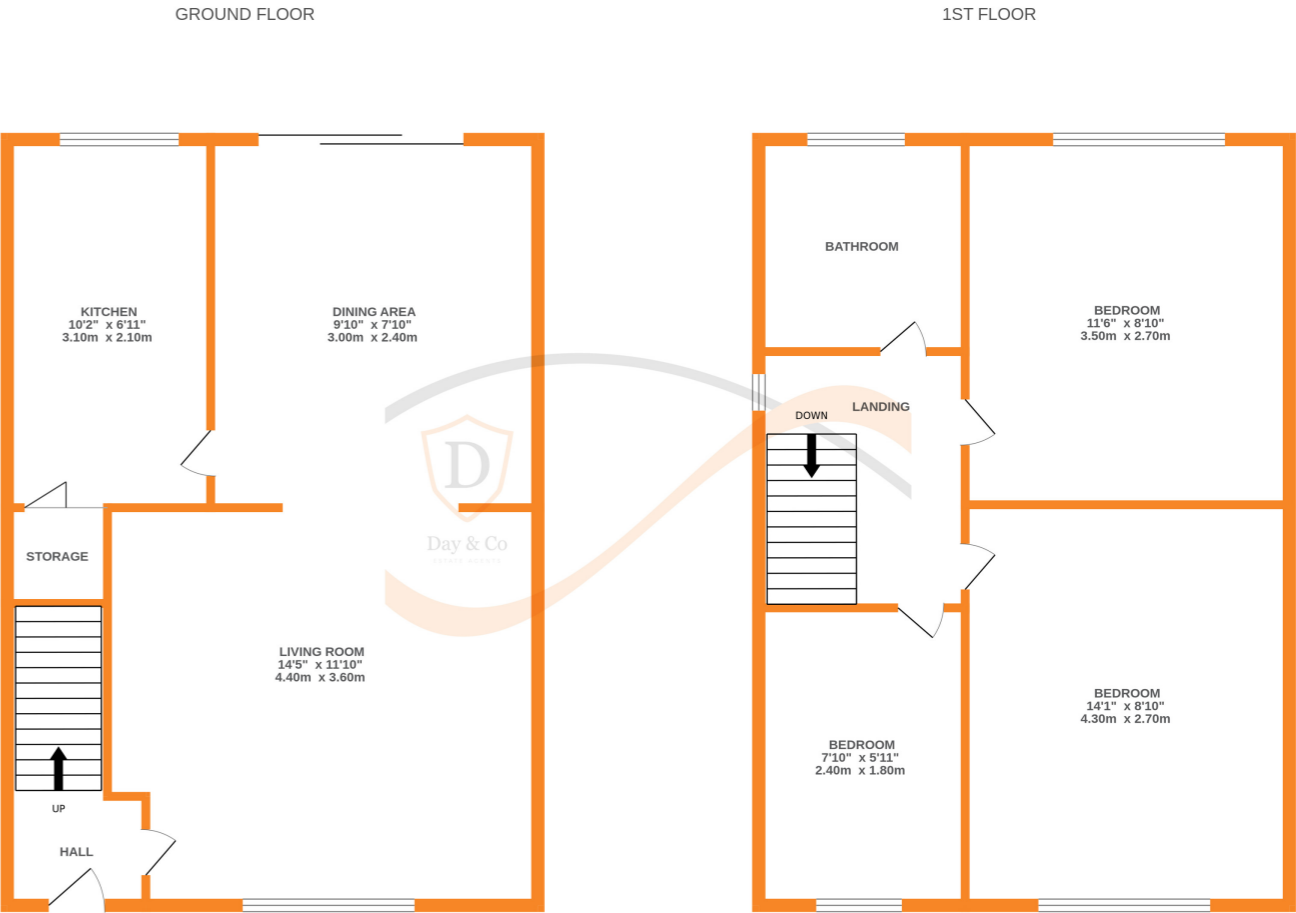 GROUND FLOOR
1ST FLOOR
KITCHEN
10'2" x 6'11"
3.10m x 2.10m
DINING AREA
9'10" x 7'10"
3.00m x 2.40m
STORAGE
LIVING ROOM
14'5" x 11'10"
4.40m x 3.60m
UP
HALL
D
Day & Co
ESTATE AGENTS
BATHROOM
BEDROOM
11'6" x 8'10"
3.50m x 2.70m
LANDING
DOWN
BEDROOM
14'1" x 8'10"
4.30m x 2.70m
BEDROOM
7'10" x 5'11"
2.40m x 1.80m